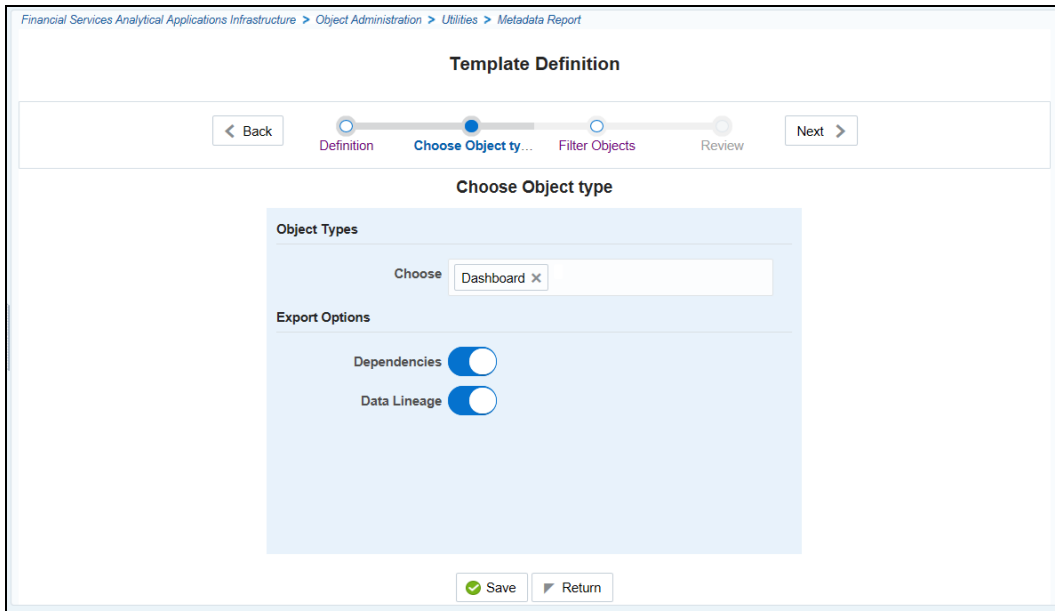 Financial Services Analytical Applications Infrastructure > Object Administration > Utilities > Metadata Report
Template Definition
Back
Definition
Choose Object ty...
Filter Objects
Review
Next
Choose Object type
Object Types
Choose
Dashboard
Export Options
Dependencies
Data Lineage
Save
Return